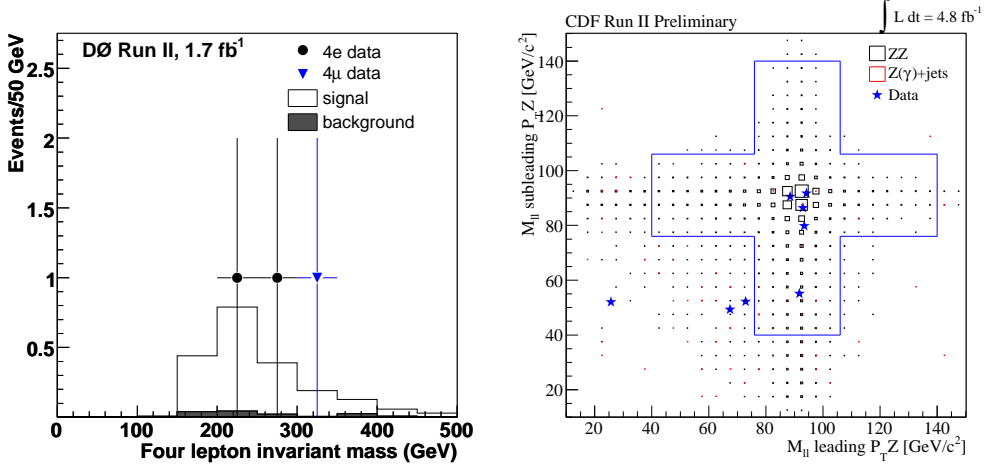 DØ Run II, 1.7 fb⁻¹
4e data
4μ data
signal
background
Events/50 GeV
2.5
2
1.5
1
0.5
0 100 200 300 400 500
Four lepton invariant mass (GeV)
CDF Run II Preliminary
∫ L dt = 4.8 fb⁻¹
ZZ
Z(γ)+jets
Data
M_ll subleading P_T Z [GeV/c²]
140
120
100
80
60
40
20
20 40 60 80 100 120 140
M_ll leading P_T Z [GeV/c²]